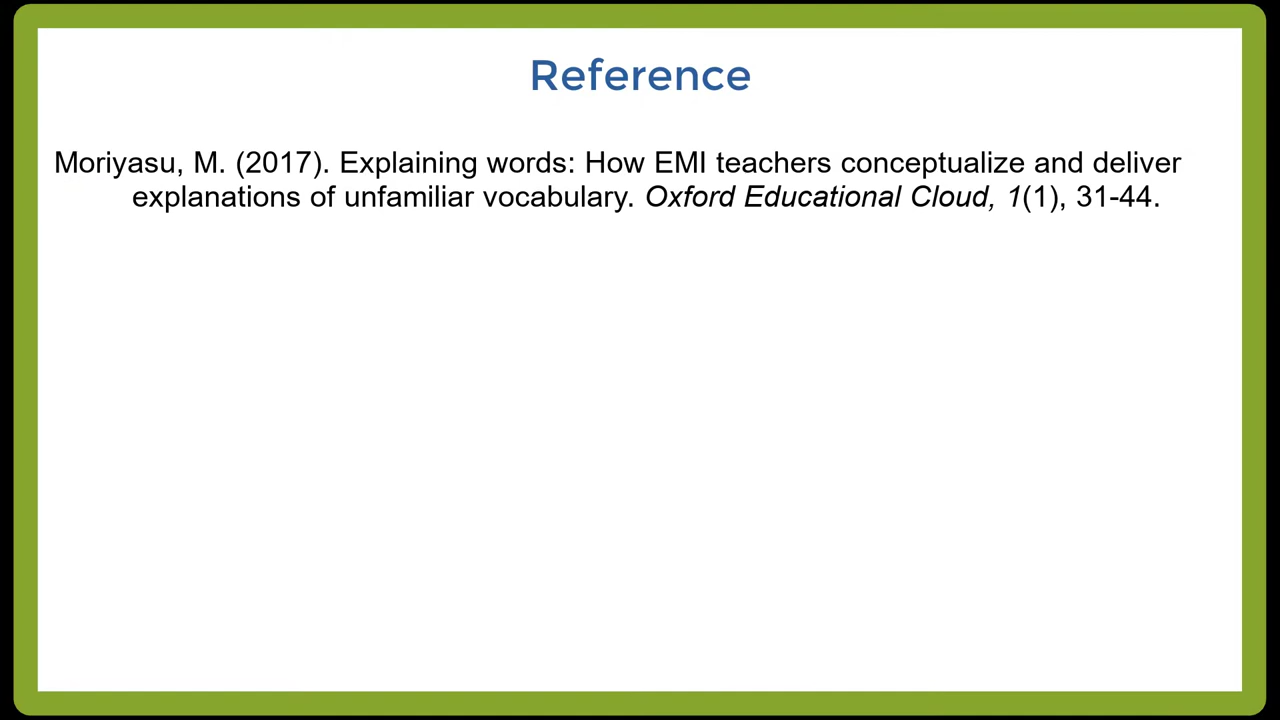 Reference
Moriyasu, M. (2017). Explaining words: How EMI teachers conceptualize and deliver
explanations of unfamiliar vocabulary. Oxford Educational Cloud, 1(1), 31-44.